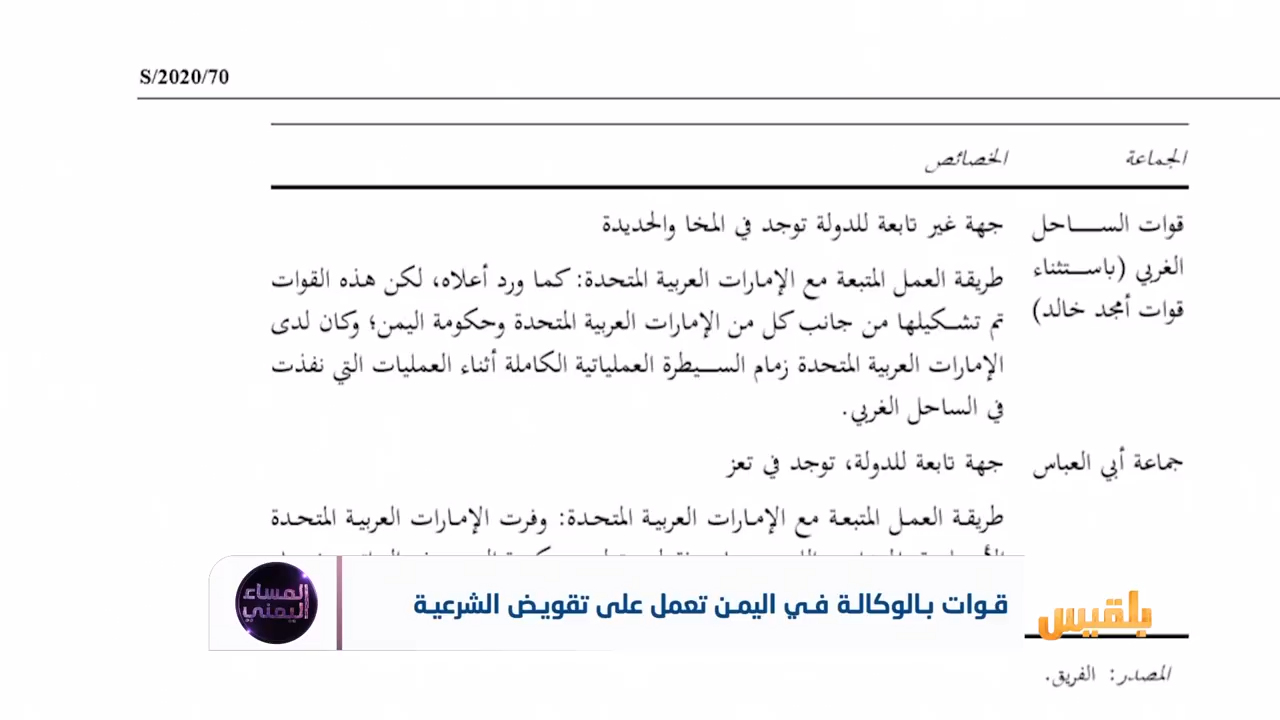 S/2020/70
الجماعة الخصائص
قوات الساحل الغربي (باستثناء قوات أمجد خالد)
جهة غير تابعة للدولة توجد في المخا والحديدة
طريقة العمل المتبعة مع الإمارات العربية المتحدة: كما ورد أعلاه، لكن هذه القوات
تم تشكيلها من جانب كل من الإمارات العربية المتحدة وحكومة اليمن؛ وكان لدى
الإمارات العربية المتحدة زمام السيطرة العملياتية الكاملة أثناء العمليات التي نفذت
في الساحل الغربي.
جماعة أبي العباس
جهة تابعة للدولة، توجد في تعز
طريقة العمل المتبعة مع الإمارات العربية المتحدة: وفرت الإمارات العربية المتحدة
قوات بالوكالة في اليمن تعمل على تقويض الشرعية
المساء
اليمني
بلقيس
المصدر: الفريق.